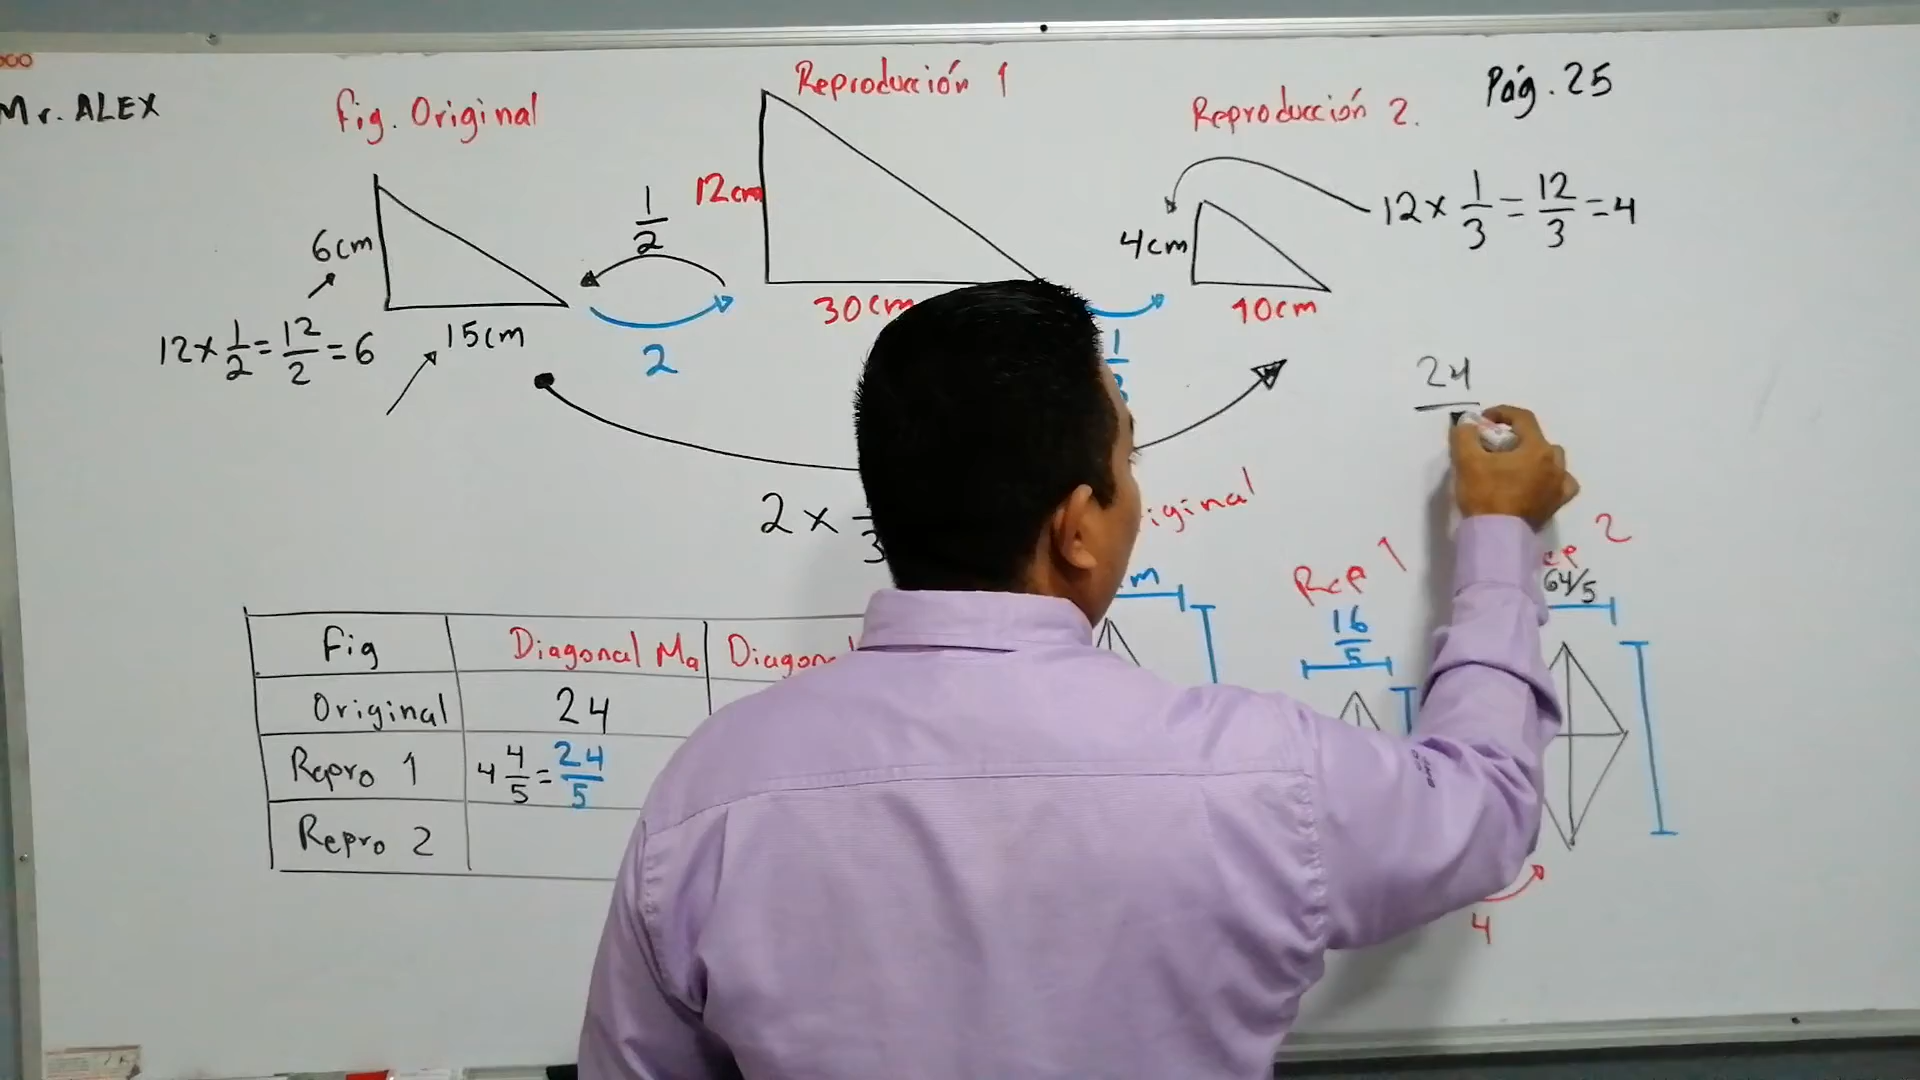 Mr. ALEX
Fig. Original
Reproducción 1
Reproducción 2.
Pág. 25
6cm
15cm
12 x 1/2 = 12/2 = 6
1/2
2
12cm
30cm
4cm
10cm
12 x 1/3 = 12/3 = 4
24
2 x
3
Rep 1
16/5
2
64/5
4
Fig
Diagonal Ma
Original
24
Repro 1
4 4/5 = 24/5
Repro 2